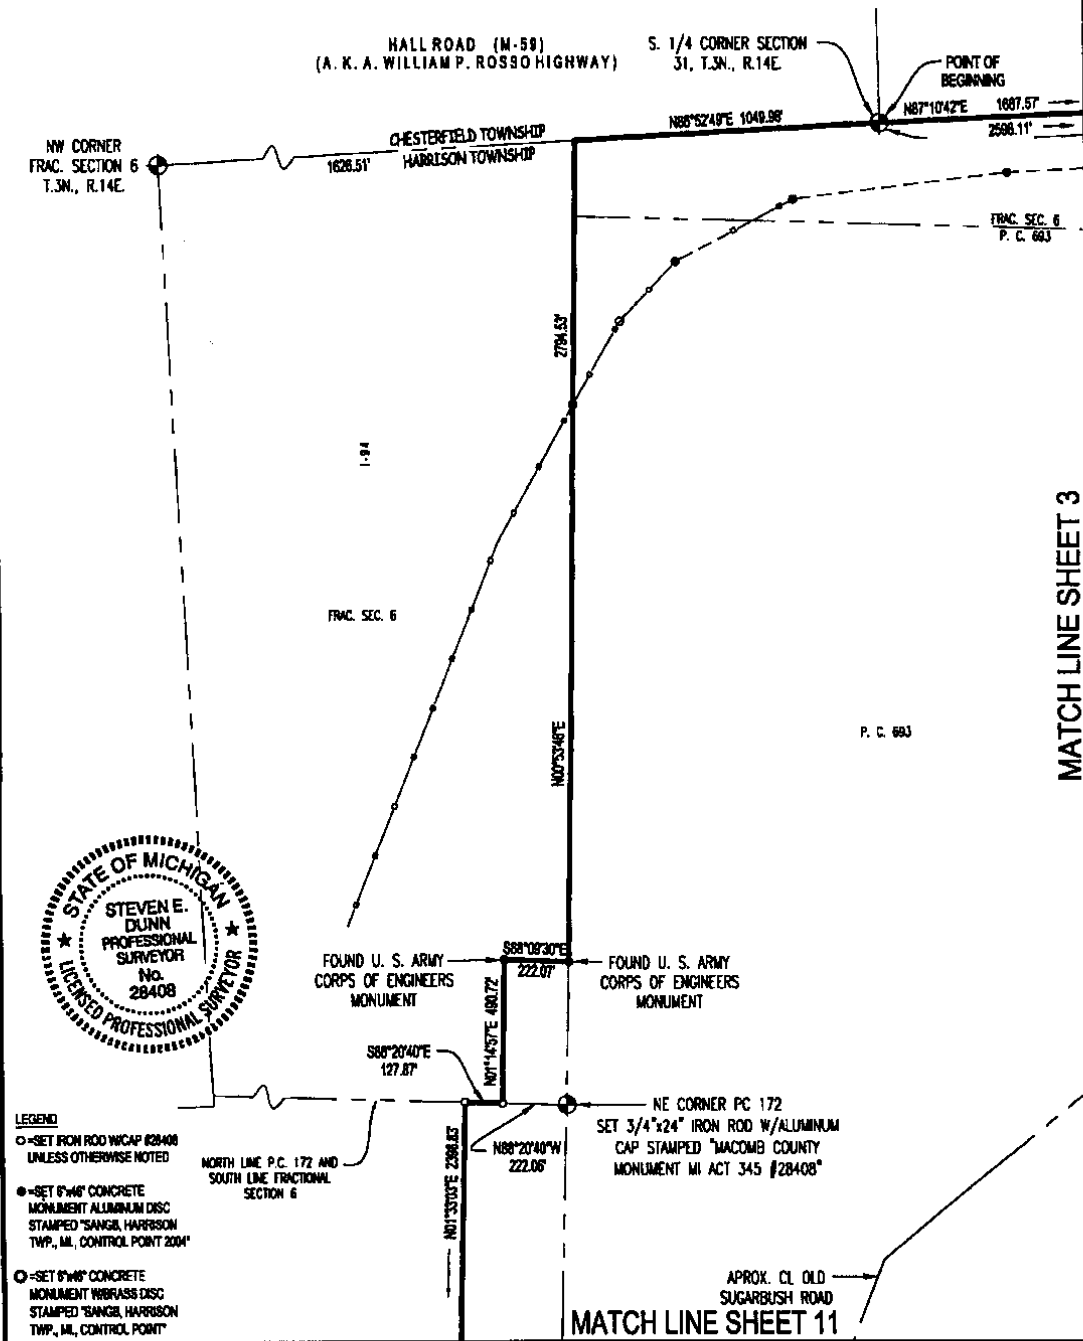 HALL ROAD (M-59)
(A. K. A. WILLIAM P. ROSSO HIGHWAY)
S. 1/4 CORNER SECTION
31, T.3N., R.14E.
POINT OF
BEGINNING
N86°52'49"E 1049.98'
N87°10'42"E 1687.57'
2598.11'
NW CORNER
FRAC. SECTION 6
T.3N., R.14E.
1626.51'
CHESTERFIELD TOWNSHIP
HARRISON TOWNSHIP
FRAC. SEC. 6
P. C. 693
2794.53'
I-94
FRAC. SEC. 6
MATCH LINE SHEET 3
P. C. 693
N00°53'48"E
STATE OF MICHIGAN
STEVEN E.
DUNN
PROFESSIONAL
SURVEYOR
No.
28408
LICENSED PROFESSIONAL SURVEYOR
FOUND U. S. ARMY
CORPS OF ENGINEERS
MONUMENT
S88°09'30"E
222.07'
FOUND U. S. ARMY
CORPS OF ENGINEERS
MONUMENT
N01°14'57"E 490.72'
S88°20'40"E
127.87'
NE CORNER PC 172
SET 3/4"x24" IRON ROD W/ALUMINUM
CAP STAMPED "MACOMB COUNTY
MONUMENT MI ACT 345 #28408"
N88°20'40"W
222.06'
NORTH LINE P.C. 172 AND
SOUTH LINE FRACTIONAL
SECTION 6
N01°33'03"E 2398.83'
LEGEND
=SET IRON ROD W/CAP #28408
UNLESS OTHERWISE NOTED
=SET 6"x46" CONCRETE
MONUMENT ALUMINUM DISC
STAMPED "SANGB, HARRISON
TWP., MI., CONTROL POINT 2004"
=SET 6"x46" CONCRETE
MONUMENT W/BRASS DISC
STAMPED "SANGB, HARRISON
TWP., MI., CONTROL POINT"
APROX. CL OLD
SUGARBUSH ROAD
MATCH LINE SHEET 11